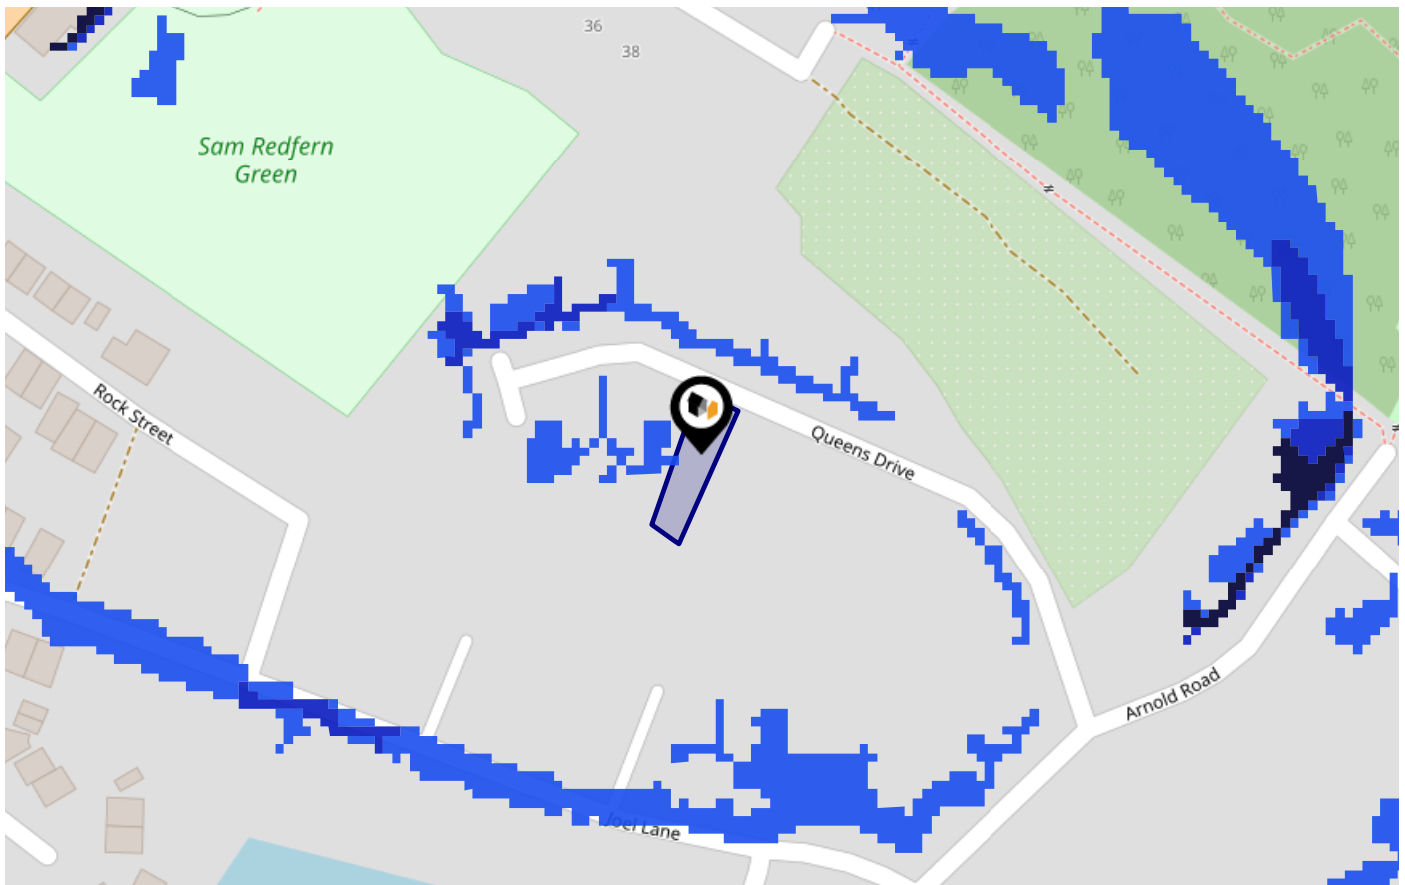 36
38
Sam Redfern
Green
Rock Street
Queens Drive
Arnold Road
Joel Lane